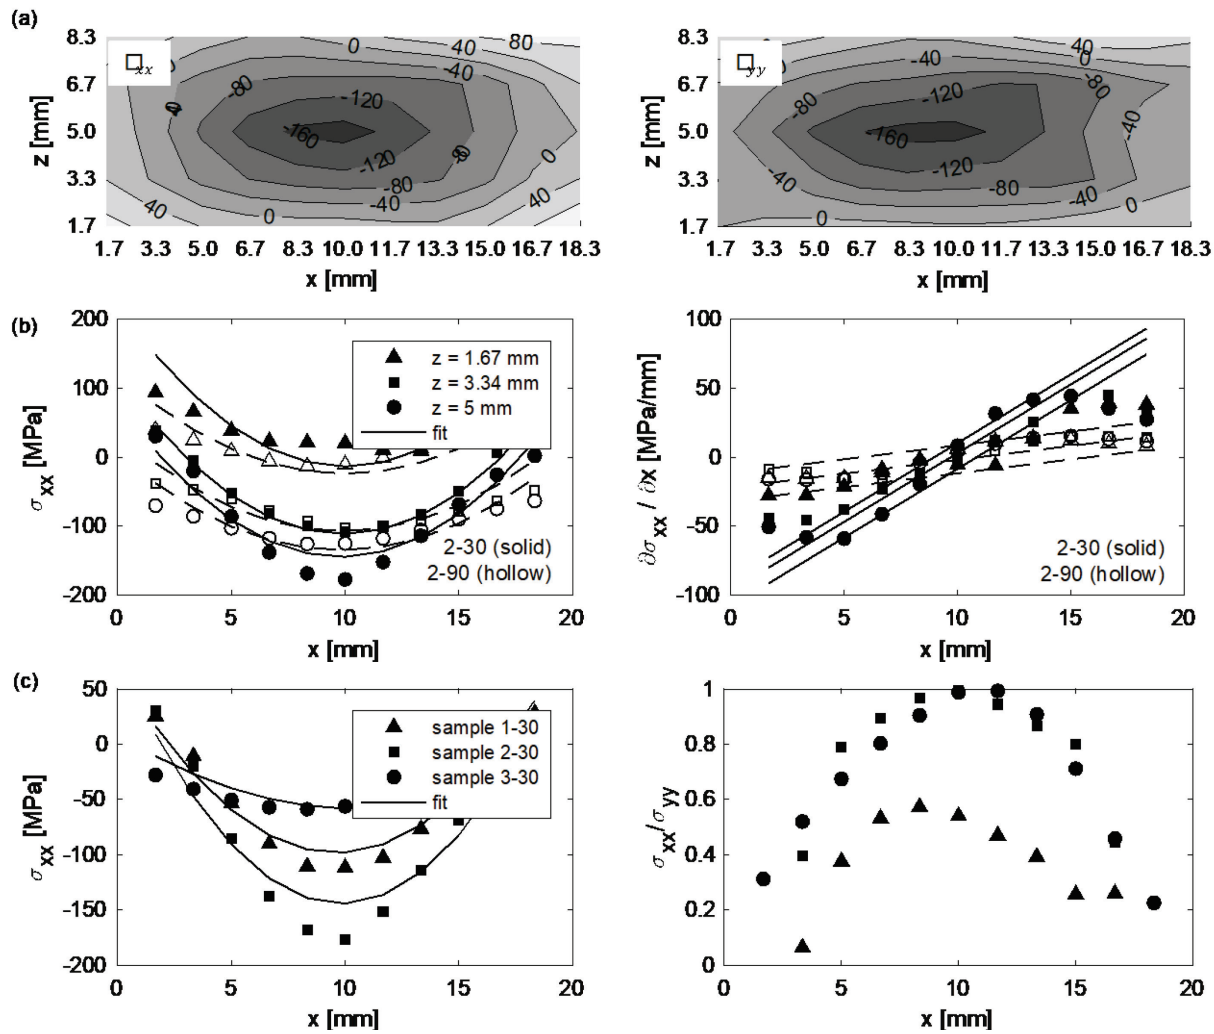 (a)
8.3
6.7
5.0
3.3
1.7
z [mm]
□xx
0
40
80
-40
-80
-120
-160
-120
-80
-40
0
40
0
40
1.7 3.3 5.0 6.7 8.3 10.0 11.7 13.3 15.0 16.7 18.3
x [mm]
8.3
6.7
5.0
3.3
1.7
z [mm]
□yy
0
40
-40
-80
-80
-120
-160
-120
-40
-40
-80
-40
0
0
1.7 3.3 5.0 6.7 8.3 10.0 11.7 13.3 15.0 16.7 18.3
x [mm]
(b)
200
100
0
-100
-200
σxx [MPa]
z = 1.67 mm
z = 3.34 mm
z = 5 mm
fit
2-30 (solid)
2-90 (hollow)
0 5 10 15 20
x [mm]
100
50
0
-50
-100
∂σxx / ∂x [MPa/mm]
2-30 (solid)
2-90 (hollow)
0 5 10 15 20
x [mm]
(c)
50
0
-50
-100
-150
-200
σxx [MPa]
sample 1-30
sample 2-30
sample 3-30
fit
0 5 10 15 20
x [mm]
1
0.8
0.6
0.4
0.2
0
σxx/σyy
0 5 10 15 20
x [mm]